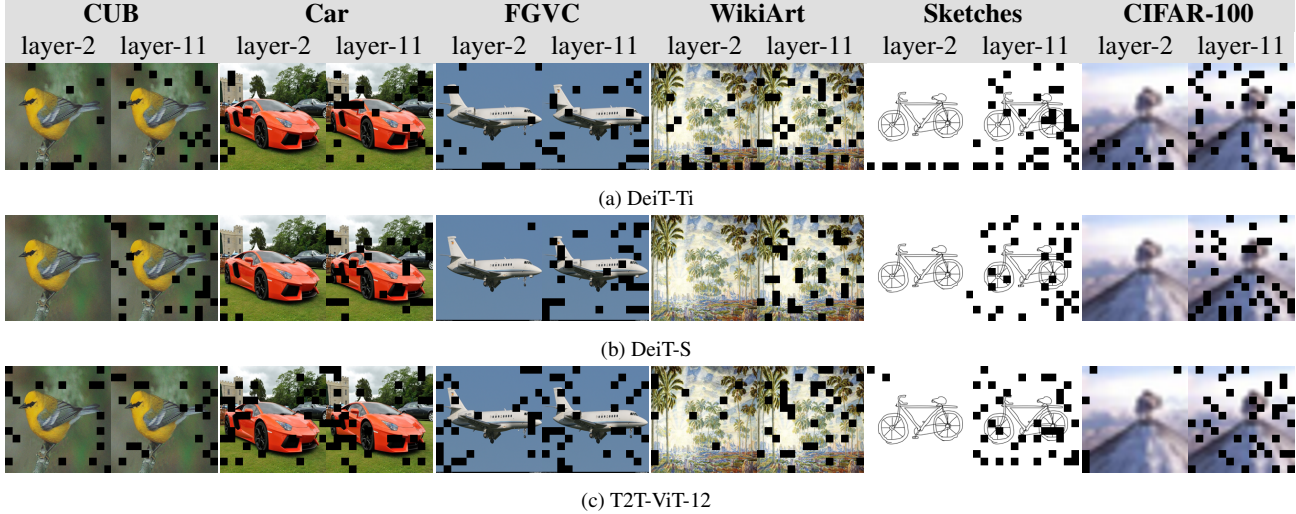 CUB Car FGVC WikiArt Sketches CIFAR-100
layer-2 layer-11 layer-2 layer-11 layer-2 layer-11 layer-2 layer-11 layer-2 layer-11 layer-2 layer-11
(a) DeiT-Ti
(b) DeiT-S
(c) T2T-ViT-12